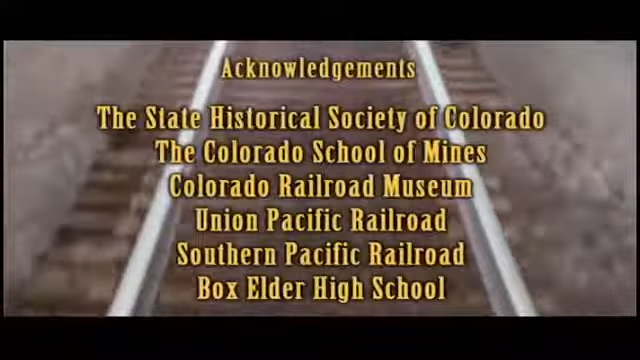 Acknowledgements
The State Historical Society of Colorado
The Colorado School of Mines
Colorado Railroad Museum
Union Pacific Railroad
Southern Pacific Railroad
Box Elder High School